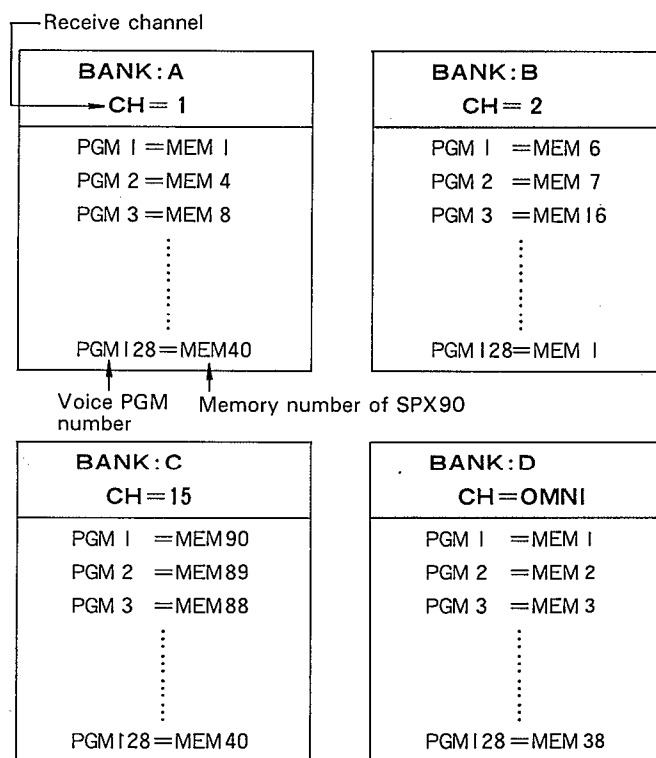 Receive channel
BANK:A
CH=1
PGM 1=MEM 1
PGM 2=MEM 4
PGM 3=MEM 8
PGM128=MEM40
Voice PGM
number
Memory number of SPX90
BANK:B
CH=2
PGM 1 =MEM 6
PGM 2 =MEM 7
PGM 3 =MEM16
PGM128=MEM 1
BANK:C
CH=15
PGM 1 =MEM90
PGM 2 =MEM89
PGM 3 =MEM88
PGM128=MEM40
BANK:D
CH=OMNI
PGM 1 =MEM 1
PGM 2 =MEM 2
PGM 3 =MEM 3
PGM128=MEM 38